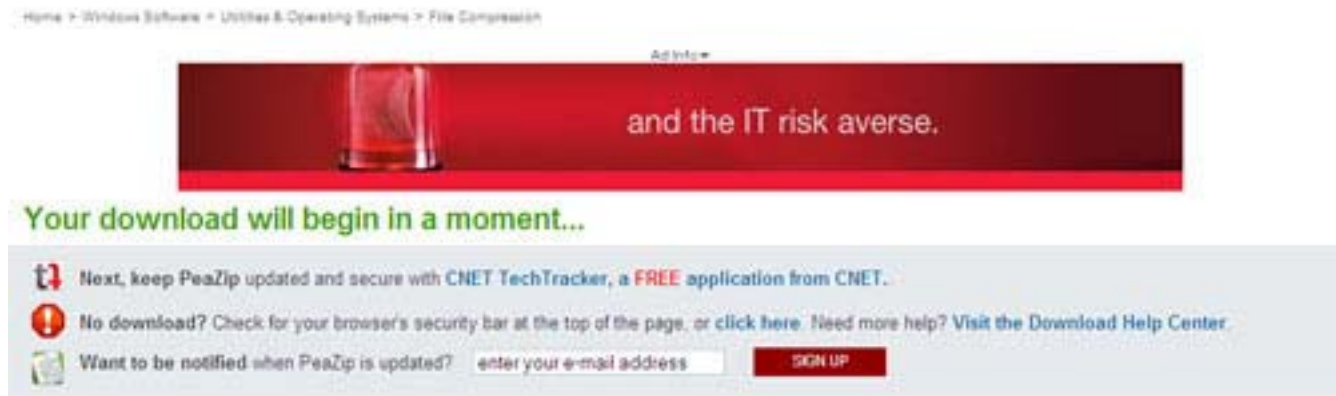 Home > Windows Software > Utilities & Operating Systems > File Compression
Ad Info
and the IT risk averse.
Your download will begin in a moment...
Next, keep PeaZip updated and secure with CNET TechTracker, a FREE application from CNET.
No download? Check for your browser's security bar at the top of the page, or click here. Need more help? Visit the Download Help Center.
Want to be notified when PeaZip is updated? enter your e-mail address SIGN UP